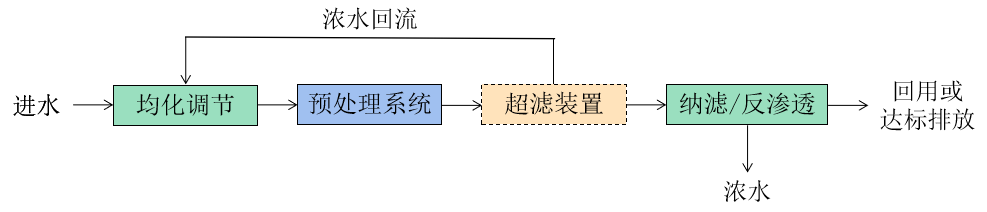 浓水回流
进水
均化调节
预处理系统
超滤装置
纳滤/反渗透
回用或
达标排放
浓水